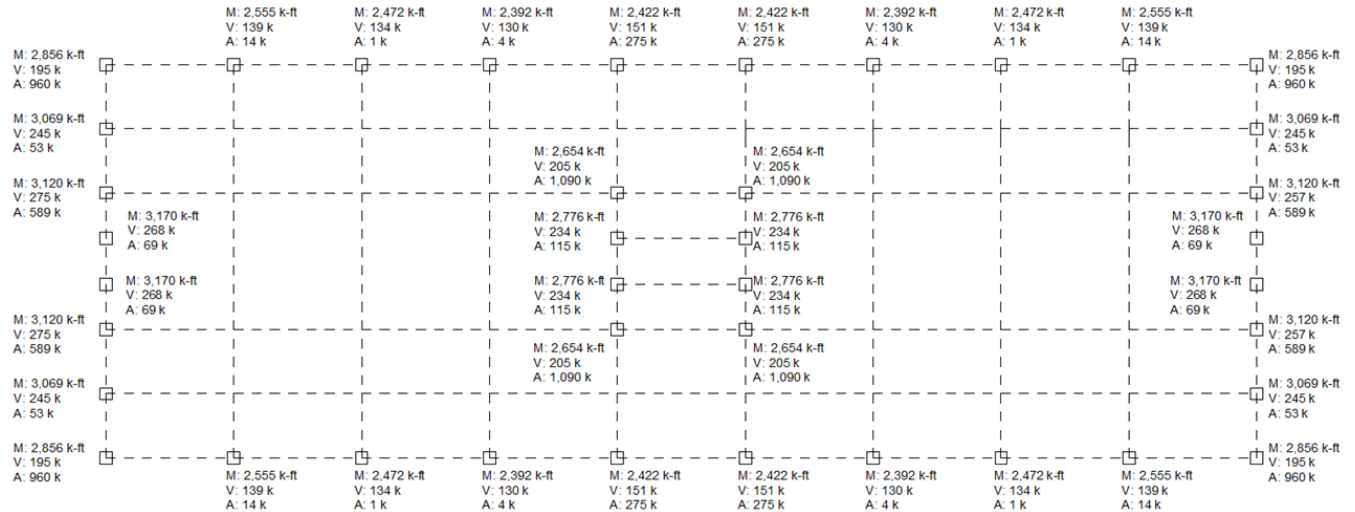 M: 2,555 k-ft
V: 139 k
A: 14 k
M: 2,472 k-ft
V: 134 k
A: 1 k
M: 2,392 k-ft
V: 130 k
A: 4 k
M: 2,422 k-ft
V: 151 k
A: 275 k
M: 2,422 k-ft
V: 151 k
A: 275 k
M: 2,392 k-ft
V: 130 k
A: 4 k
M: 2,472 k-ft
V: 134 k
A: 1 k
M: 2,555 k-ft
V: 139 k
A: 14 k
M: 2,856 k-ft
V: 195 k
A: 960 k
M: 2,856 k-ft
V: 195 k
A: 960 k
M: 3,069 k-ft
V: 245 k
A: 53 k
M: 3,069 k-ft
V: 245 k
A: 53 k
M: 2,654 k-ft
V: 205 k
A: 1,090 k
M: 2,654 k-ft
V: 205 k
A: 1,090 k
M: 3,120 k-ft
V: 275 k
A: 589 k
M: 3,120 k-ft
V: 257 k
A: 589 k
M: 3,170 k-ft
V: 268 k
A: 69 k
M: 2,776 k-ft
V: 234 k
A: 115 k
M: 2,776 k-ft
V: 234 k
A: 115 k
M: 3,170 k-ft
V: 268 k
A: 69 k
M: 3,170 k-ft
V: 268 k
A: 69 k
M: 2,776 k-ft
V: 234 k
A: 115 k
M: 2,776 k-ft
V: 234 k
A: 115 k
M: 3,170 k-ft
V: 268 k
A: 69 k
M: 3,120 k-ft
V: 275 k
A: 589 k
M: 3,120 k-ft
V: 257 k
A: 589 k
M: 2,654 k-ft
V: 205 k
A: 1,090 k
M: 2,654 k-ft
V: 205 k
A: 1,090 k
M: 3,069 k-ft
V: 245 k
A: 53 k
M: 3,069 k-ft
V: 245 k
A: 53 k
M: 2,856 k-ft
V: 195 k
A: 960 k
M: 2,856 k-ft
V: 195 k
A: 960 k
M: 2,555 k-ft
V: 139 k
A: 14 k
M: 2,472 k-ft
V: 134 k
A: 1 k
M: 2,392 k-ft
V: 130 k
A: 4 k
M: 2,422 k-ft
V: 151 k
A: 275 k
M: 2,422 k-ft
V: 151 k
A: 275 k
M: 2,392 k-ft
V: 130 k
A: 4 k
M: 2,472 k-ft
V: 134 k
A: 1 k
M: 2,555 k-ft
V: 139 k
A: 14 k